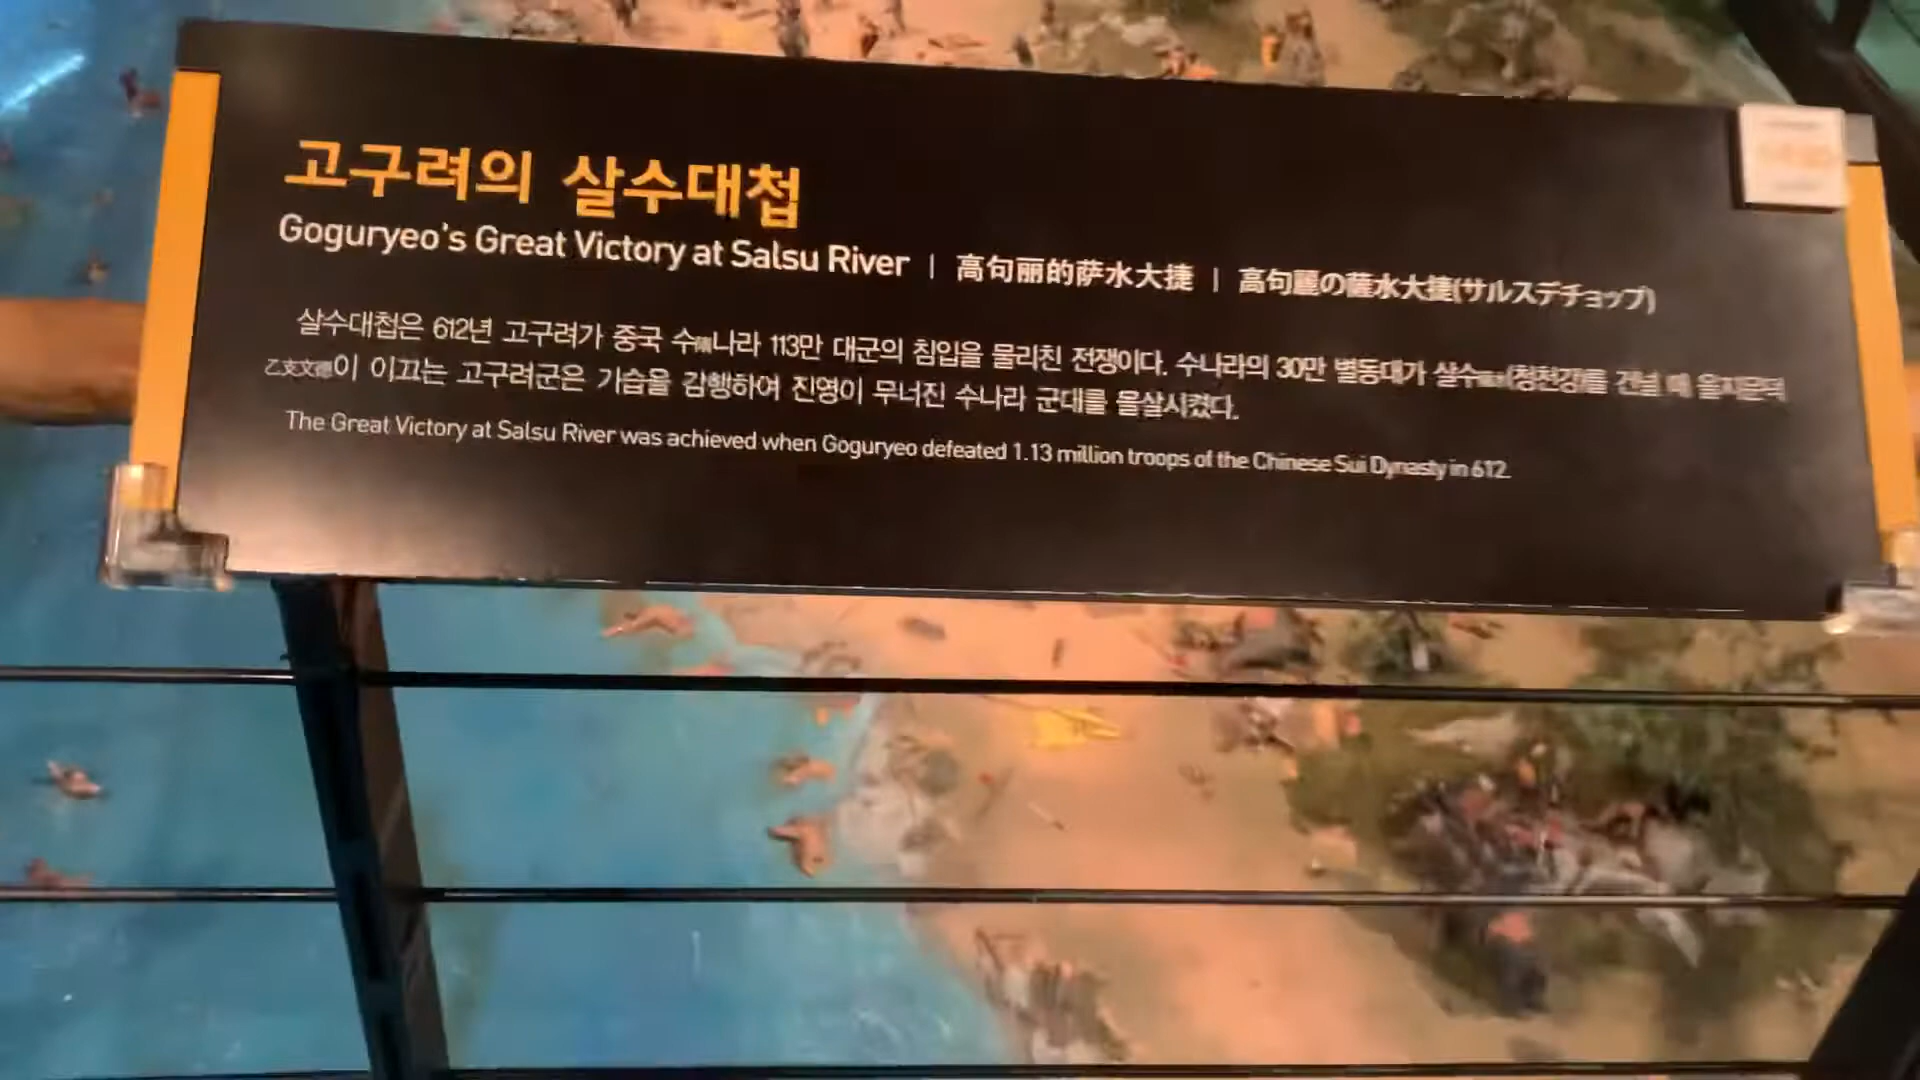 고구려의 살수대첩
Goguryeo's Great Victory at Salsu River | 高句丽的萨水大捷 | 高句麗の薩水大捷(サルスデチョップ)
살수대첩은 612년 고구려가 중국 수隋나라 113만 대군의 침입을 물리친 전쟁이다. 수나라의 30만 별동대가 살수(청천강)를 건널 때 을지문덕
乙支文德이 이끄는 고구려군은 기습을 감행하여 진영이 무너진 수나라 군대를 몰살시켰다.
The Great Victory at Salsu River was achieved when Goguryeo defeated 1.13 million troops of the Chinese Sui Dynasty in 612.